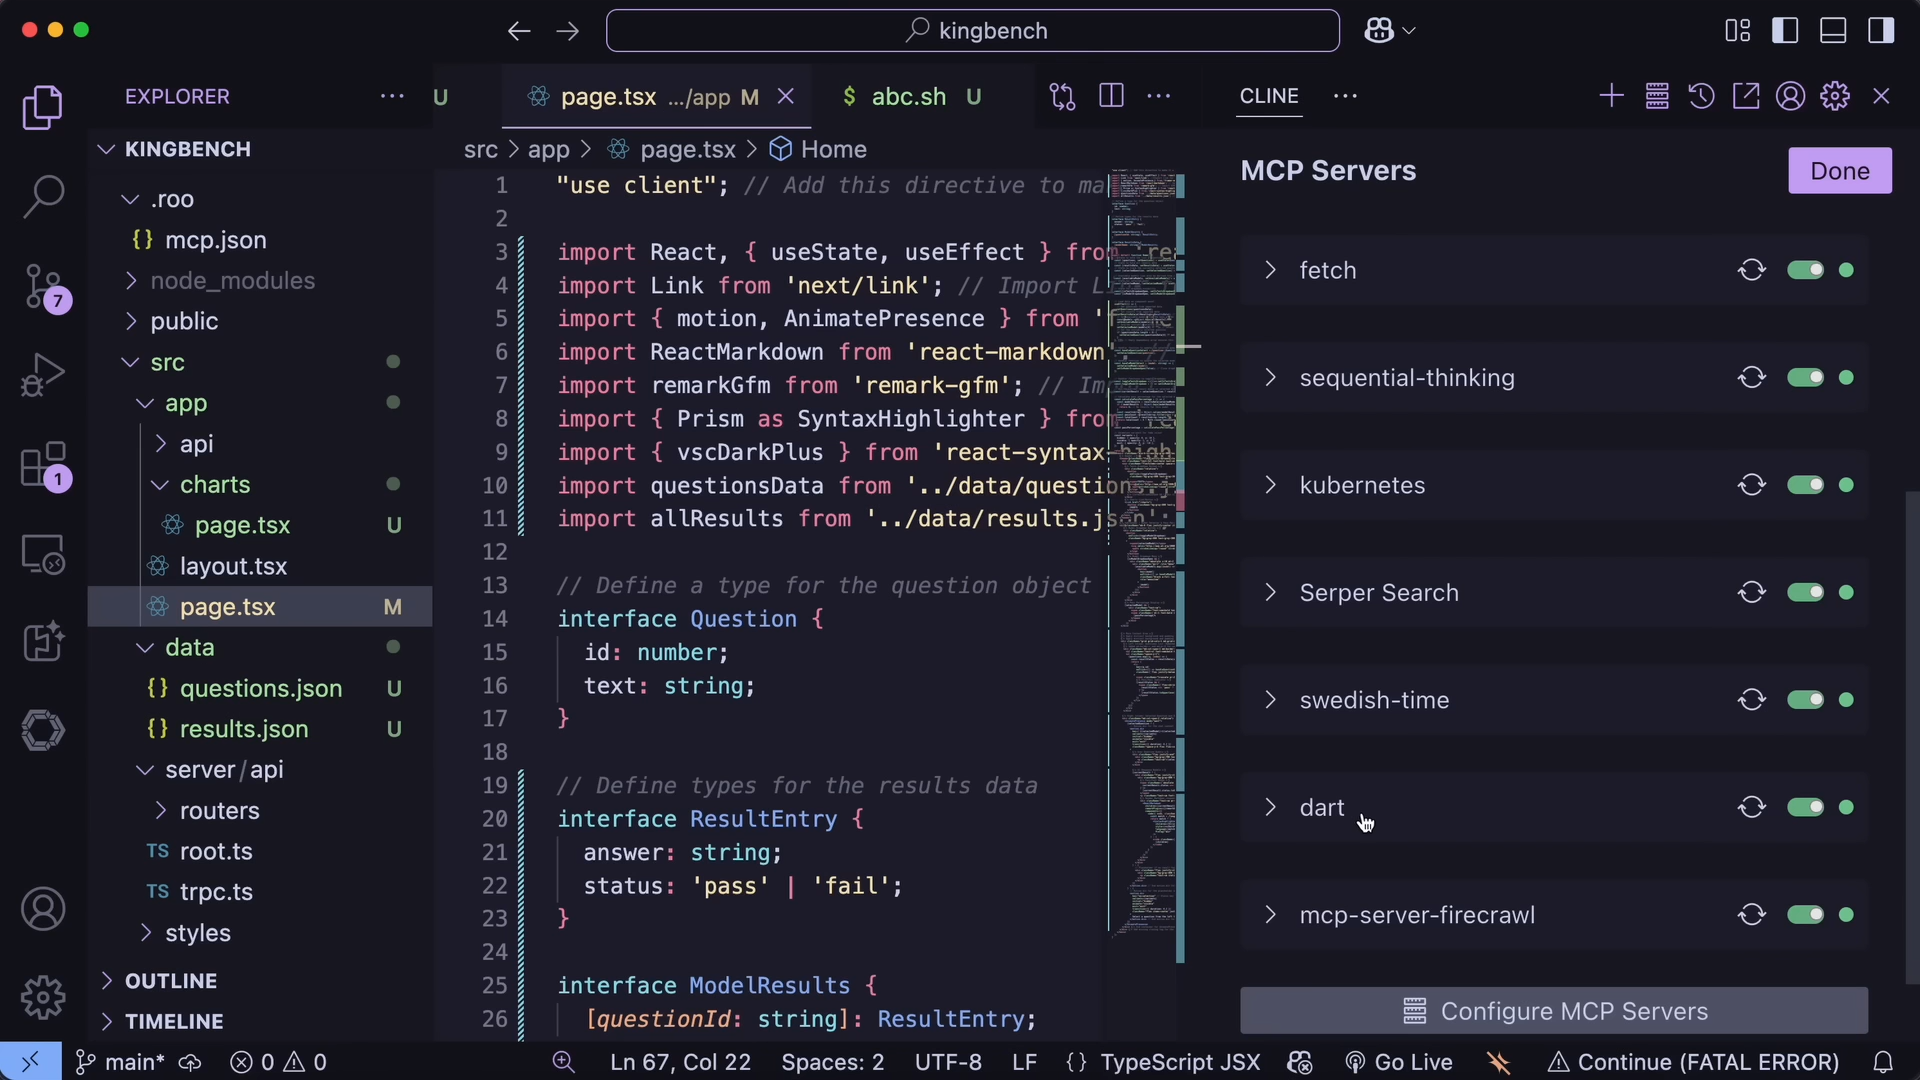 kingbench
EXPLORER
U
page.tsx .../app M
$ abc.sh U
CLINE
KINGBENCH
.roo
{} mcp.json
node_modules
public
src
app
api
charts
page.tsx U
layout.tsx
page.tsx M
data
{} questions.json U
{} results.json U
server/api
routers
TS root.ts
TS trpc.ts
styles
OUTLINE
TIMELINE
7
1
src > app > page.tsx > Home
1 "use client"; // Add this directive to ma
2
3 import React, { useState, useEffect } from 're
4 import Link from 'next/link'; // Import L
5 import { motion, AnimatePresence } from 'f
6 import ReactMarkdown from 'react-markdown'; //
7 import remarkGfm from 'remark-gfm'; // Im
8 import { Prism as SyntaxHighlighter } from 're
9 import { vscDarkPlus } from 'react-syntax-high
10 import questionsData from '../data/questions.j
11 import allResults from '../data/results.json';
12
13 // Define a type for the question object
14 interface Question {
15 id: number;
16 text: string;
17 }
18
19 // Define types for the results data
20 interface ResultEntry {
21 answer: string;
22 status: 'pass' | 'fail';
23 }
24
25 interface ModelResults {
26 [questionId: string]: ResultEntry;
MCP Servers
Done
fetch
sequential-thinking
kubernetes
Serper Search
swedish-time
dart
mcp-server-firecrawl
Configure MCP Servers
main* 0 0 Ln 67, Col 22 Spaces: 2 UTF-8 LF {} TypeScript JSX Go Live Continue (FATAL ERROR)